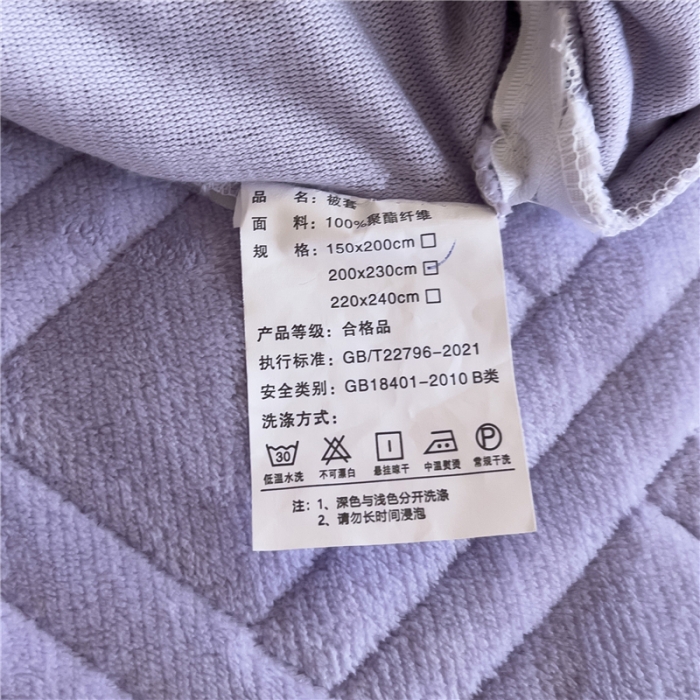 品 名：被套
面 料：100%聚酯纤维
规 格：150x200cm
200x230cm
220x240cm
产品等级：合格品
执行标准：GB/T22796-2021
安全类别：GB18401-2010 B类
洗涤方式：
30 P
低温水洗 不可漂白 悬挂晾干 中温熨烫 常规干洗
注：1、深色与浅色分开洗涤
2、请勿长时间浸泡